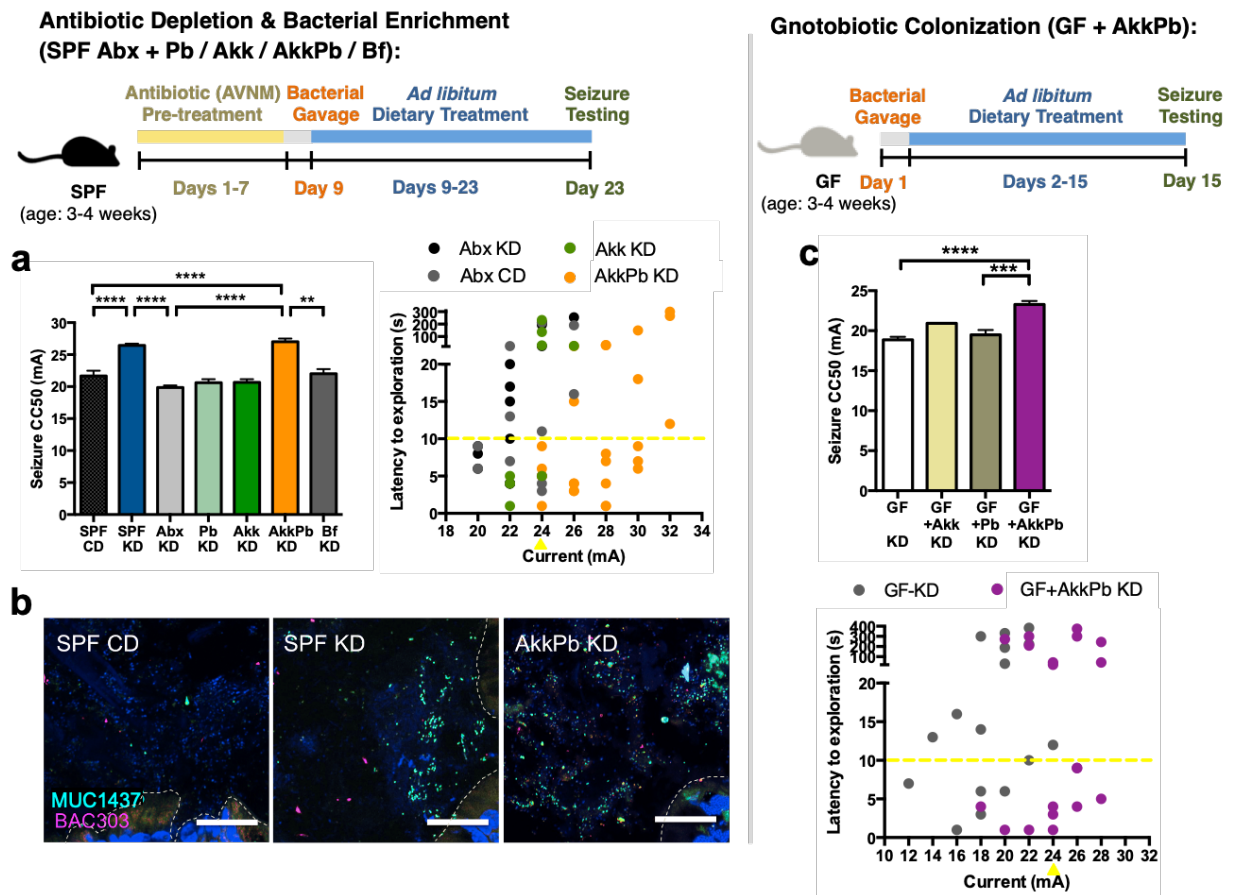 Antibiotic Depletion & Bacterial Enrichment
(SPF Abx + Pb / Akk / AkkPb / Bf):
Antibiotic (AVNM)
Pre-treatment
Bacterial
Gavage
Ad libitum
Dietary Treatment
Seizure
Testing
SPF
(age: 3-4 weeks)
Days 1-7
Day 9
Days 9-23
Day 23
Gnotobiotic Colonization (GF + AkkPb):
Bacterial
Gavage
Ad libitum
Dietary Treatment
Seizure
Testing
GF
(age: 3-4 weeks)
Day 1
Days 2-15
Day 15
a
****
**** **** **** **
Seizure CC50 (mA)
30
25
20
15
10
5
0
SPF CD
SPF KD
Abx KD
Pb KD
Akk KD
AkkPb KD
Bf KD
Abx KD
Akk KD
Abx CD
AkkPb KD
Latency to exploration (s)
300
200
100
20
15
10
5
0
18 20 22 24 26 28 30 32 34
Current (mA)
b
SPF CD
SPF KD
AkkPb KD
MUC1437
BAC303
c
****
***
Seizure CC50 (mA)
25
20
15
10
5
0
GF KD
GF +Akk KD
GF +Pb KD
GF +AkkPb KD
GF-KD
GF+AkkPb KD
Latency to exploration (s)
400
300
200
100
20
15
10
5
0
10 12 14 16 18 20 22 24 26 28 30 32
Current (mA)